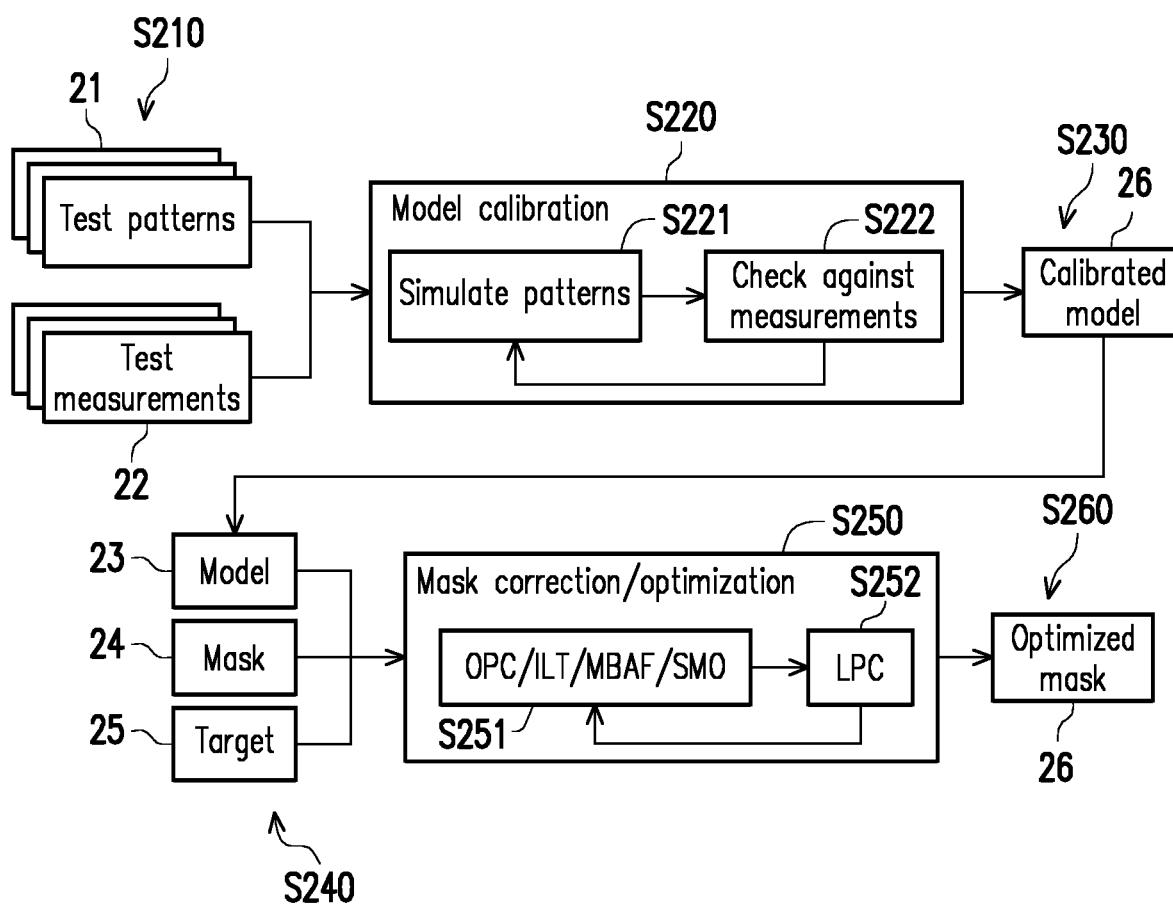 S210
21
Test patterns
Test
measurements
22
S220
Model calibration
S221
Simulate patterns
S222
Check against
measurements
S230
26
Calibrated
model
23
Model
24
Mask
25
Target
S240
S250
Mask correction/optimization
S252
OPC/ILT/MBAF/SMO
S251
LPC
S260
Optimized
mask
26